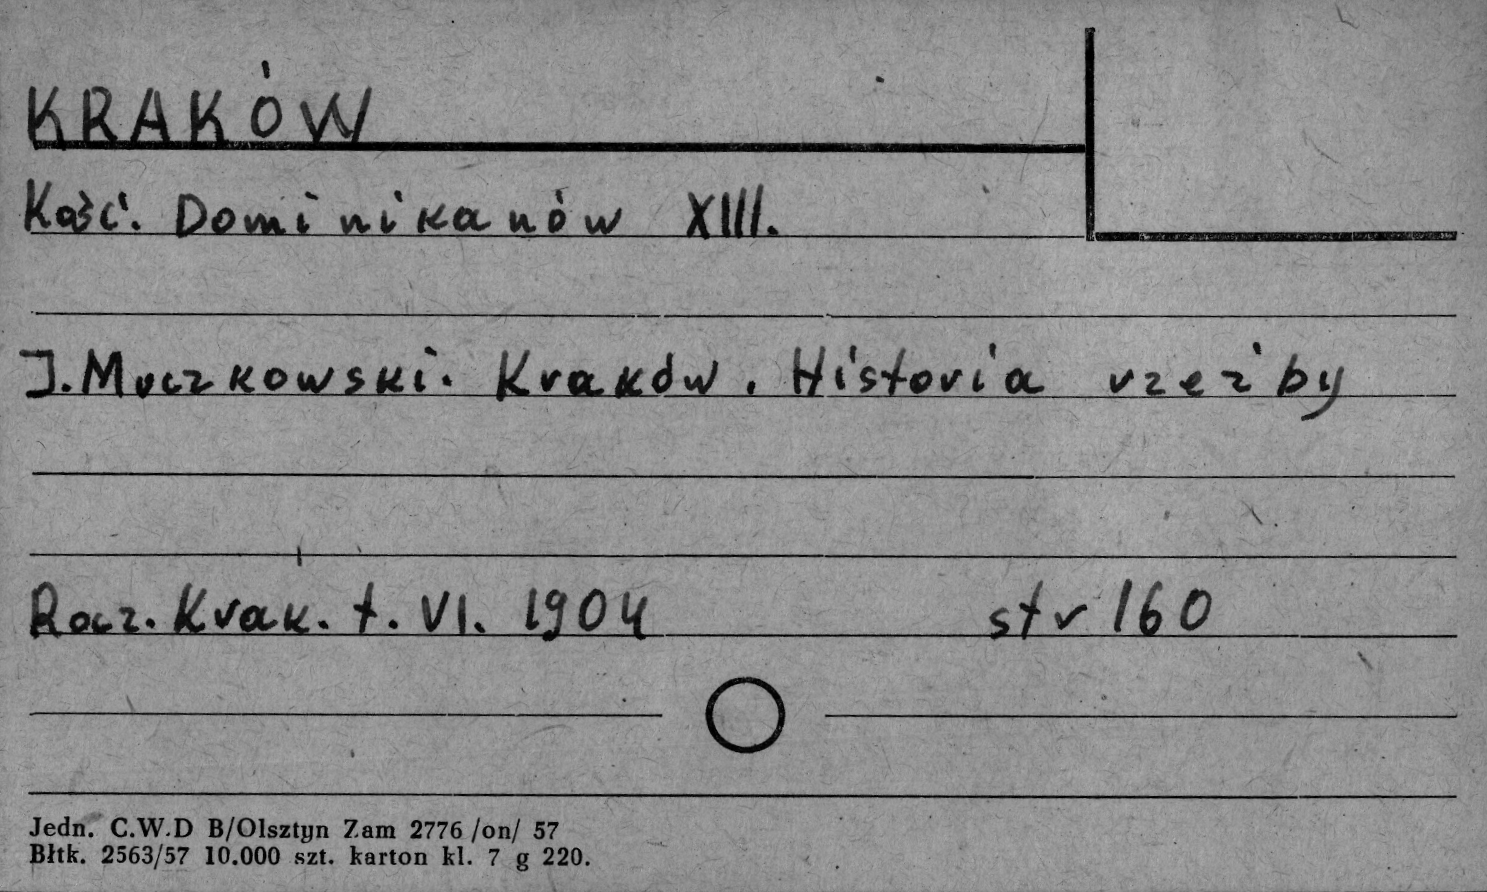 KRAKÓW
Kość. Dominikanów XIII.
J. Muczkowski. Kraków. Historia rzeźby
Rocz. Krak. t. VI. 1904 str 160
Jedn. C.W.D B/Olsztyn Zam 2776 /on/ 57
Błtk. 2563/57 10.000 szt. karton kl. 7 g 220.